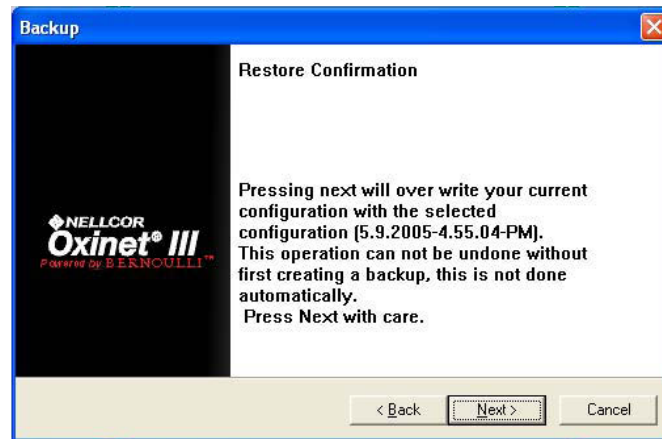 Backup
Restore Confirmation
Pressing next will over write your current
configuration with the selected
configuration (5.9.2005-4.55.04-PM).
This operation can not be undone without
first creating a backup, this is not done
automatically.
Press Next with care.
NELLCOR
Oxinet® III
Powered by BERNOULLI™
< Back
Next >
Cancel